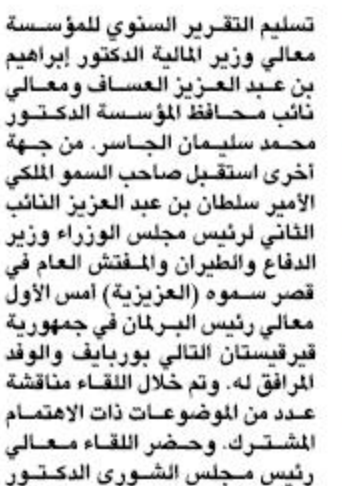 تسليم التقرير السنوي للمؤسسة
معالي وزير المالية الدكتور إبراهيم
بن عبد العزيز العساف ومعالي
نائب محافظ المؤسسة الدكتور
محمد سليمان الجاسر. من جهة
أخرى استقبل صاحب السمو الملكي
الأمير سلطان بن عبد العزيز النائب
الثاني لرئيس مجلس الوزراء وزير
الدفاع والطيران والمفتش العام في
قصر سموه (العزيزية) أمس الأول
معالي رئيس البرلمان في جمهورية
قيرقيستان التالي بوربايف والوفد
المرافق له. وتم خلال اللقاء مناقشة
عدد من الموضوعات ذات الاهتمام
المشترك. وحضر اللقاء معالي
رئيس مجلس الشورى الدكتور